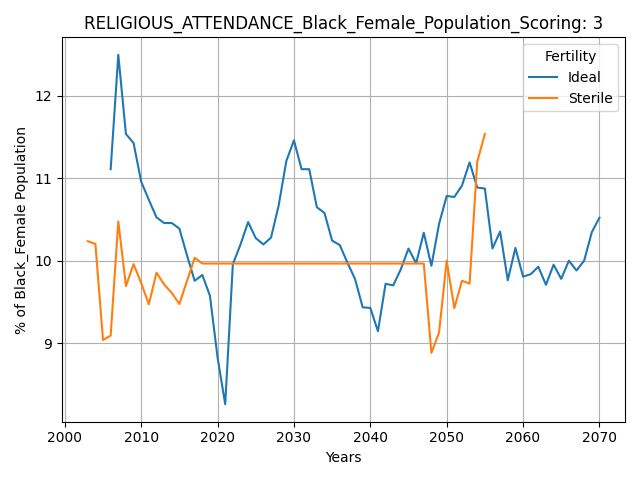 RELIGIOUS_ATTENDANCE_Black_Female_Population_Scoring: 3
Fertility
Ideal
Sterile
12
11
10
9
% of Black_Female Population
2000 2010 2020 2030 2040 2050 2060 2070
Years